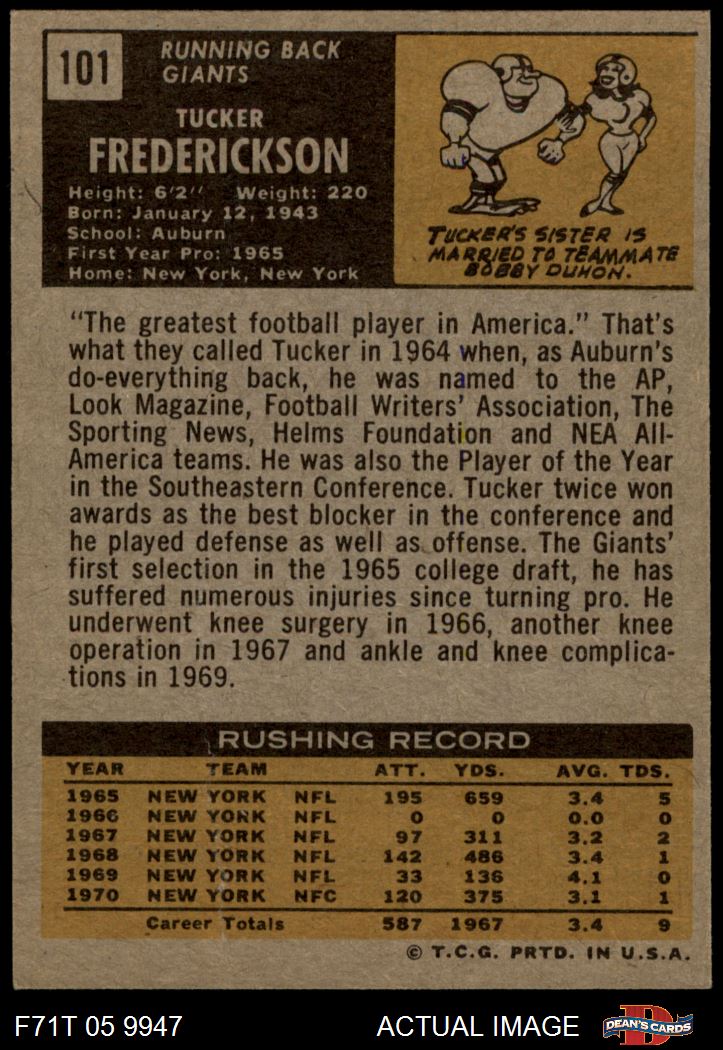 101
RUNNING BACK
GIANTS
TUCKER
FREDERICKSON
Height: 6'2" Weight: 220
Born: January 12, 1943
School: Auburn
First Year Pro: 1965
Home: New York, New York
TUCKER'S SISTER IS
MARRIED TO TEAMMATE
BOBBY DUHON.
"The greatest football player in America." That's
what they called Tucker in 1964 when, as Auburn's
do-everything back, he was named to the AP,
Look Magazine, Football Writers' Association, The
Sporting News, Helms Foundation and NEA All-
America teams. He was also the Player of the Year
in the Southeastern Conference. Tucker twice won
awards as the best blocker in the conference and
he played defense as well as offense. The Giants'
first selection in the 1965 college draft, he has
suffered numerous injuries since turning pro. He
underwent knee surgery in 1966, another knee
operation in 1967 and ankle and knee complica-
tions in 1969.
RUSHING RECORD
YEAR TEAM ATT. YDS. AVG. TDS.
1965 NEW YORK NFL 195 659 3.4 5
1966 NEW YORK NFL 0 0 0.0 0
1967 NEW YORK NFL 97 311 3.2 2
1968 NEW YORK NFL 142 486 3.4 1
1969 NEW YORK NFL 33 136 4.1 0
1970 NEW YORK NFC 120 375 3.1 1
Career Totals 587 1967 3.4 9
© T.C.G. PRTD. IN U.S.A.
F71T 05 9947 ACTUAL IMAGE D DEAN'S CARDS